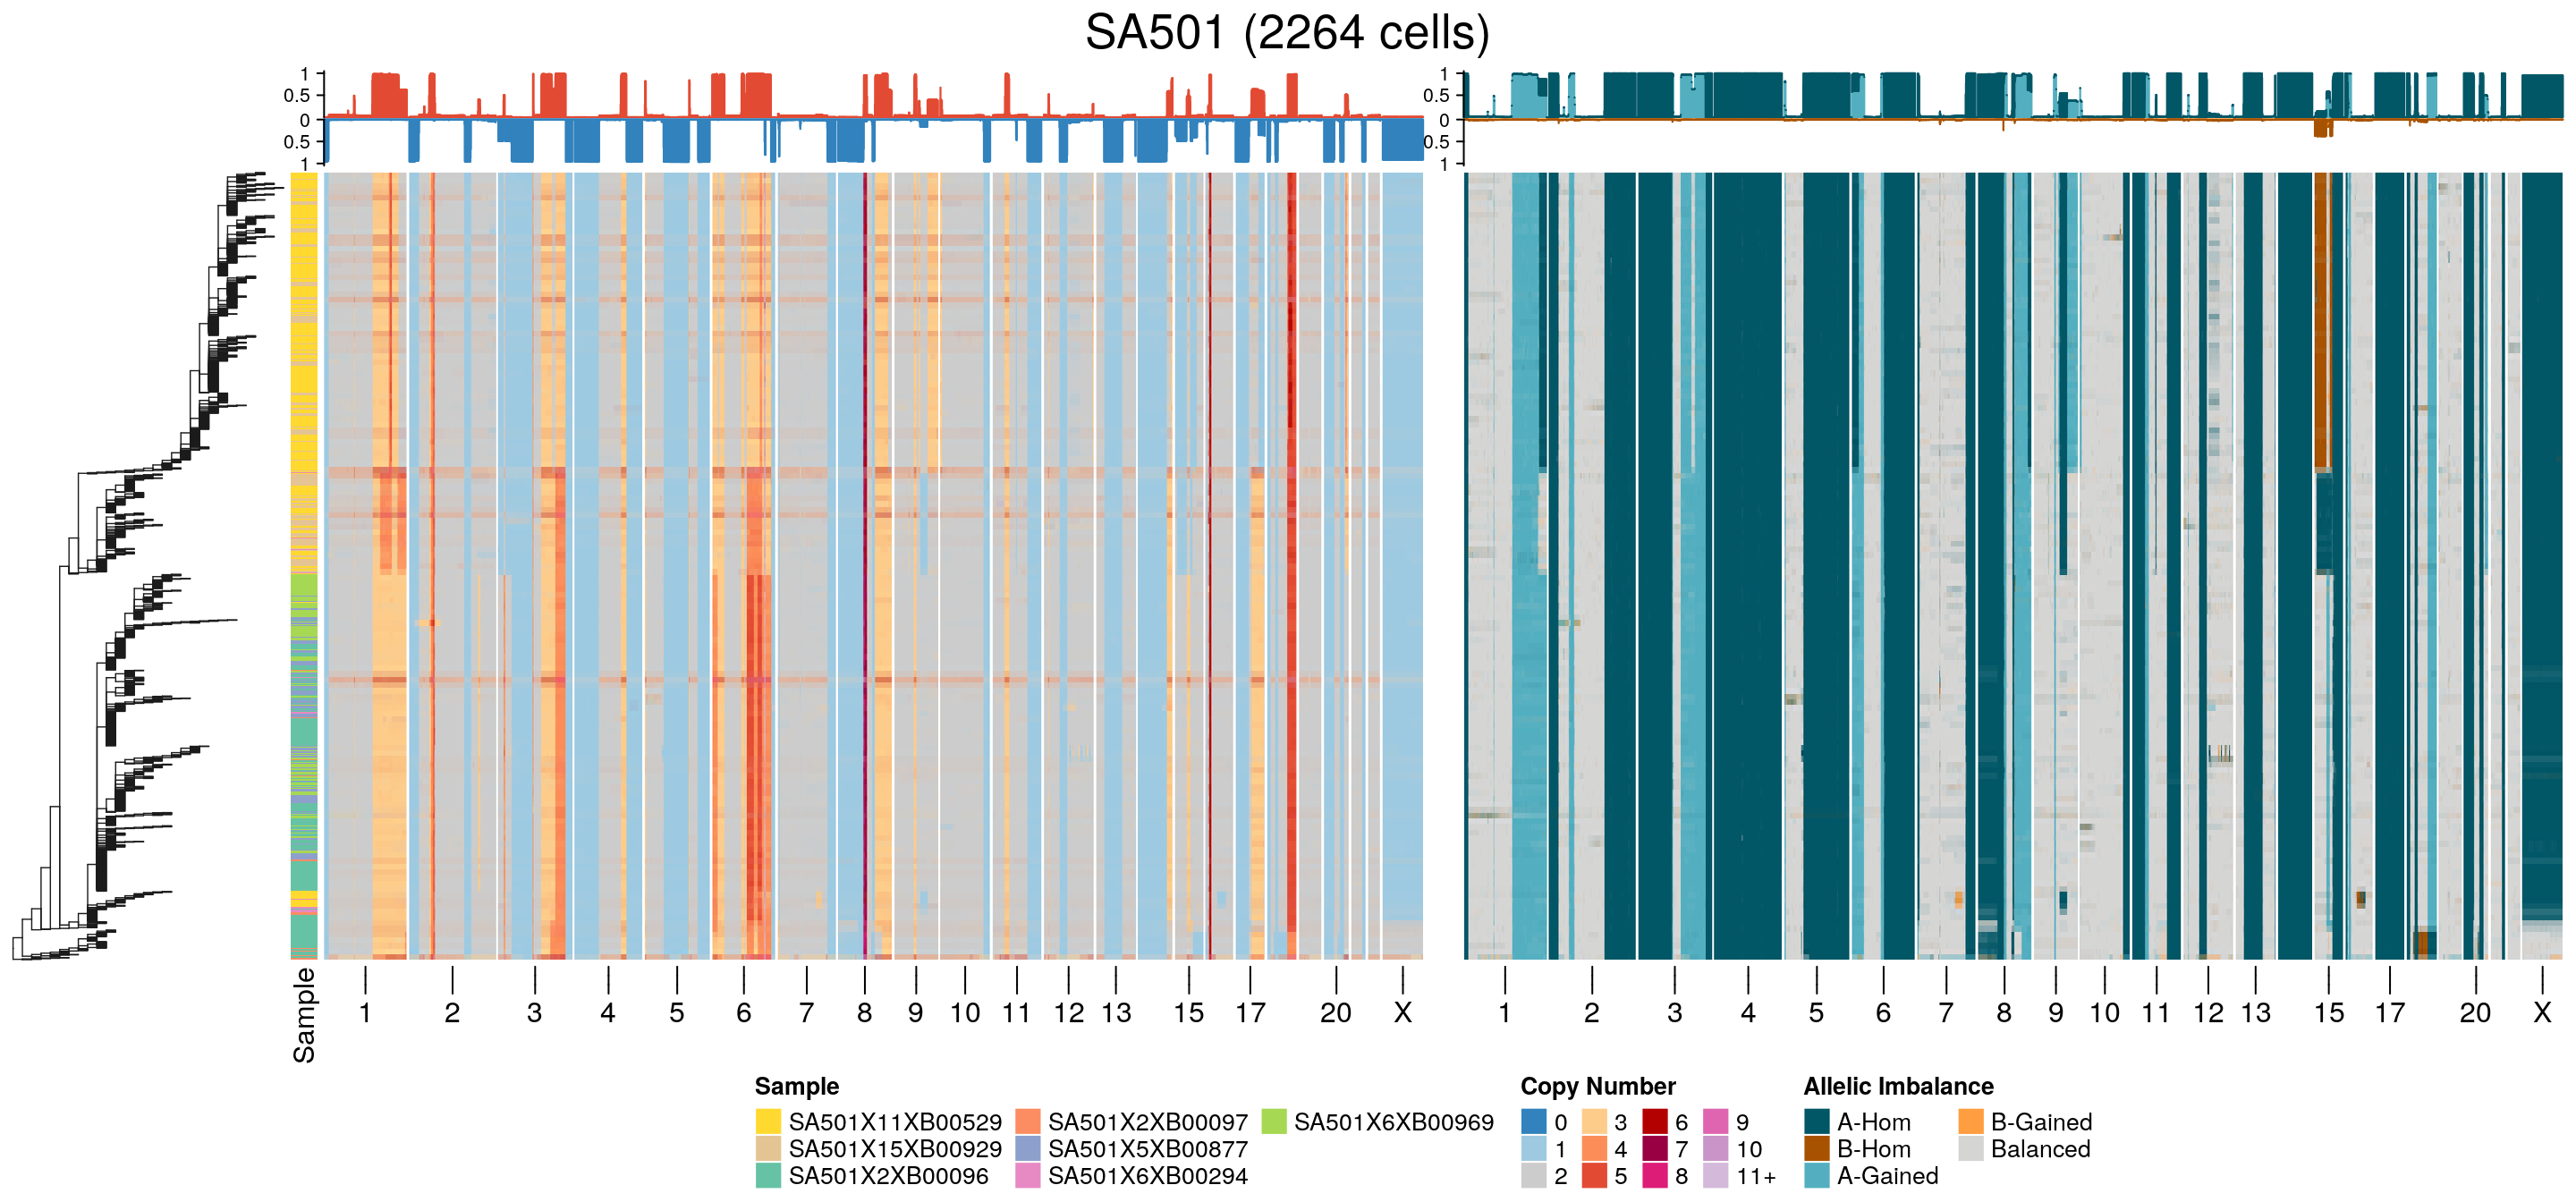 SA501 (2264 cells)
1
0.5
0
0.5
1
1
0.5
0
0.5
1
Sample
1 2 3 4 5 6 7 8 9 10 11 12 13 15 17 20 X
1 2 3 4 5 6 7 8 9 10 11 12 13 15 17 20 X
Sample
SA501X11XB00529 SA501X2XB00097 SA501X6XB00969
SA501X15XB00929 SA501X5XB00877
SA501X2XB00096 SA501X6XB00294
Copy Number
0 3 6 9
1 4 7 10
2 5 8 11+
Allelic Imbalance
A-Hom B-Gained
B-Hom Balanced
A-Gained